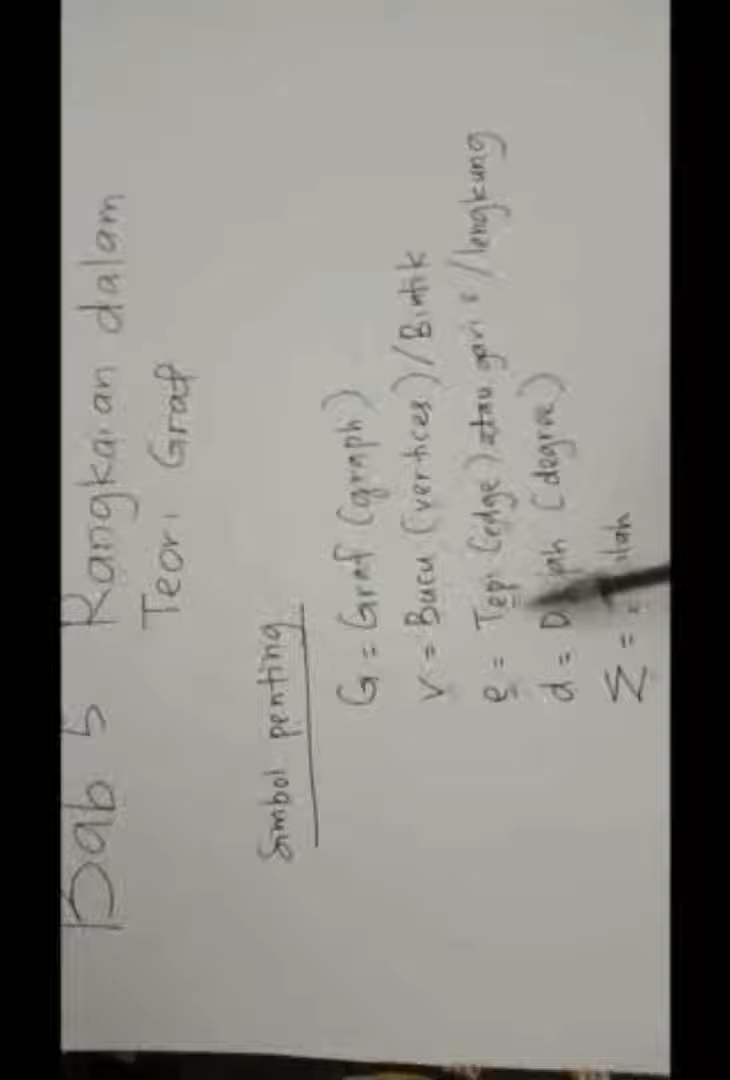 Bab 5 Rangkaian dalam
Teori Graf
Simbol penting
G = Graf (graph)
V = Bucu (vertices) / Bintik
e = Tepi (edge) atau garis / lengkung
d = (degree)
Σ =